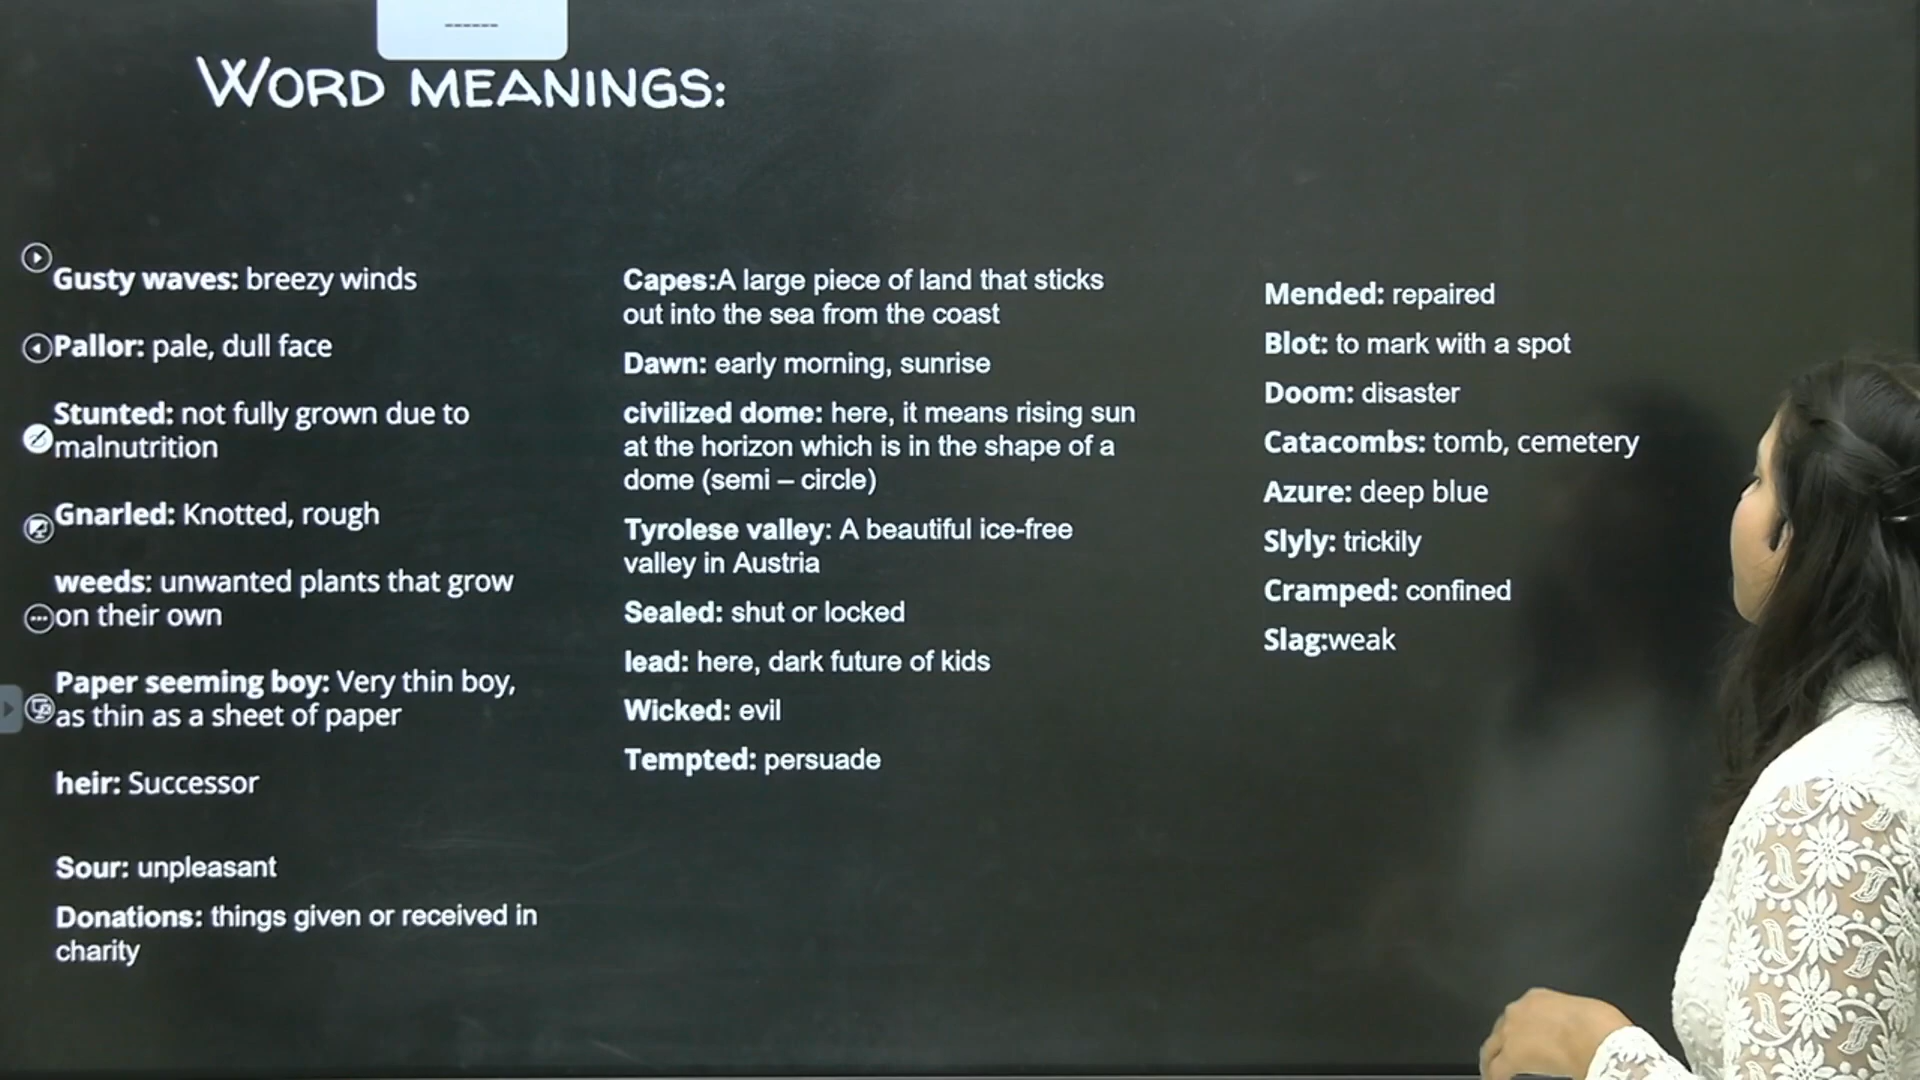 ------
WORD MEANINGS:
Gusty waves: breezy winds
Pallor: pale, dull face
Stunted: not fully grown due to
malnutrition
Gnarled: Knotted, rough
weeds: unwanted plants that grow
on their own
Paper seeming boy: Very thin boy,
as thin as a sheet of paper
heir: Successor
Sour: unpleasant
Donations: things given or received in
charity
Capes:A large piece of land that sticks
out into the sea from the coast
Dawn: early morning, sunrise
civilized dome: here, it means rising sun
at the horizon which is in the shape of a
dome (semi – circle)
Tyrolese valley: A beautiful ice-free
valley in Austria
Sealed: shut or locked
lead: here, dark future of kids
Wicked: evil
Tempted: persuade
Mended: repaired
Blot: to mark with a spot
Doom: disaster
Catacombs: tomb, cemetery
Azure: deep blue
Slyly: trickily
Cramped: confined
Slag:weak